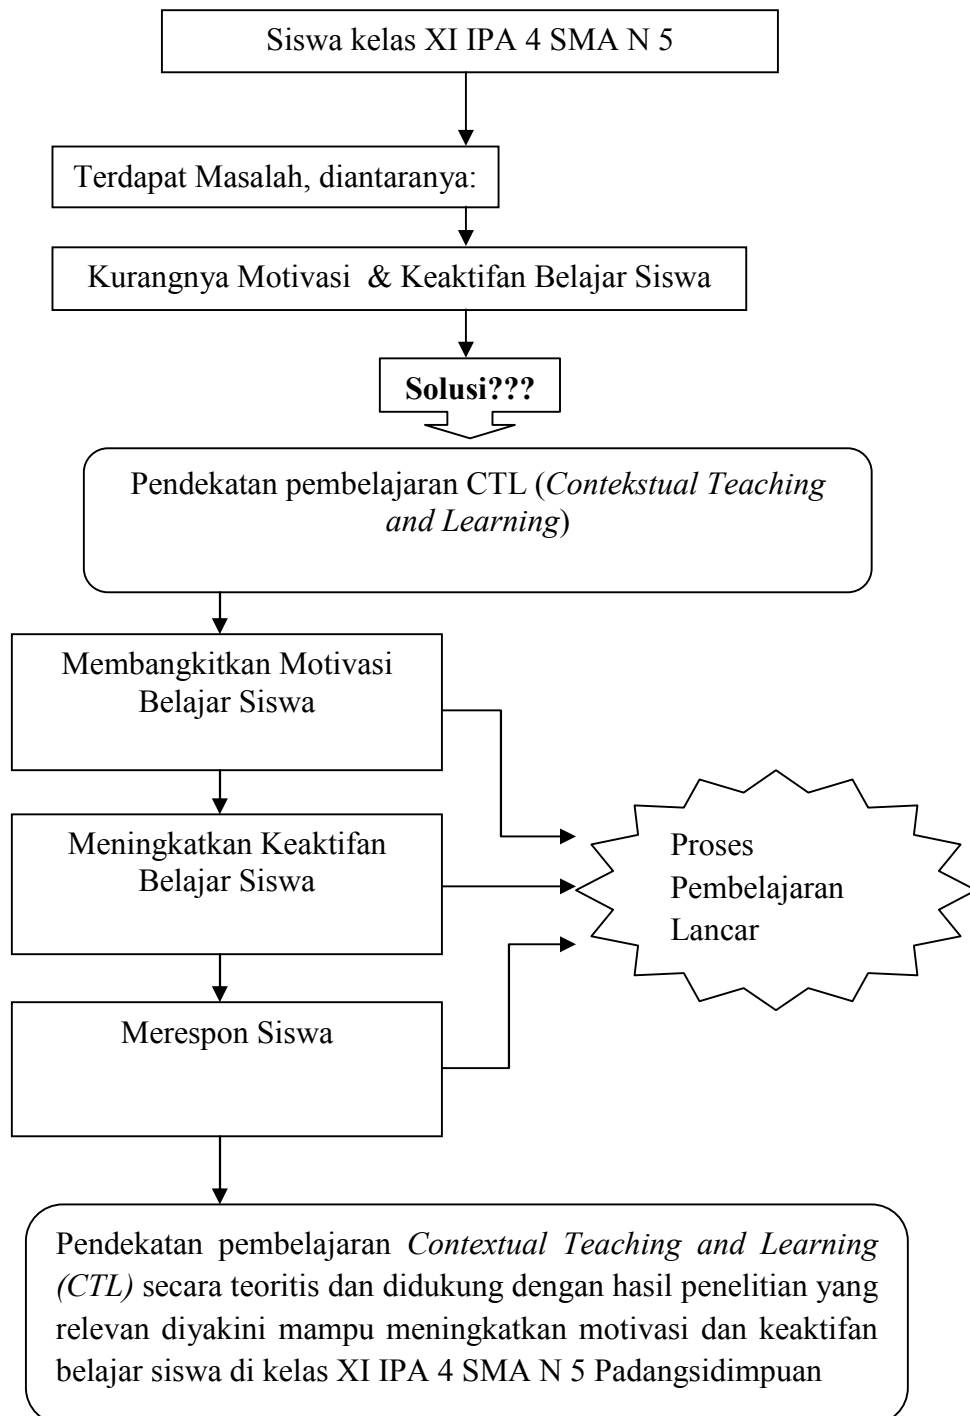 Siswa kelas XI IPA 4 SMA N 5
Terdapat Masalah, diantaranya:
Kurangnya Motivasi & Keaktifan Belajar Siswa
Solusi???
Pendekatan pembelajaran CTL (Contekstual Teaching
and Learning)
Membangkitkan Motivasi
Belajar Siswa
Meningkatkan Keaktifan
Belajar Siswa
Proses
Pembelajaran
Lancar
Merespon Siswa
Pendekatan pembelajaran Contextual Teaching and Learning
(CTL) secara teoritis dan didukung dengan hasil penelitian yang
relevan diyakini mampu meningkatkan motivasi dan keaktifan
belajar siswa di kelas XI IPA 4 SMA N 5 Padangsidimpuan